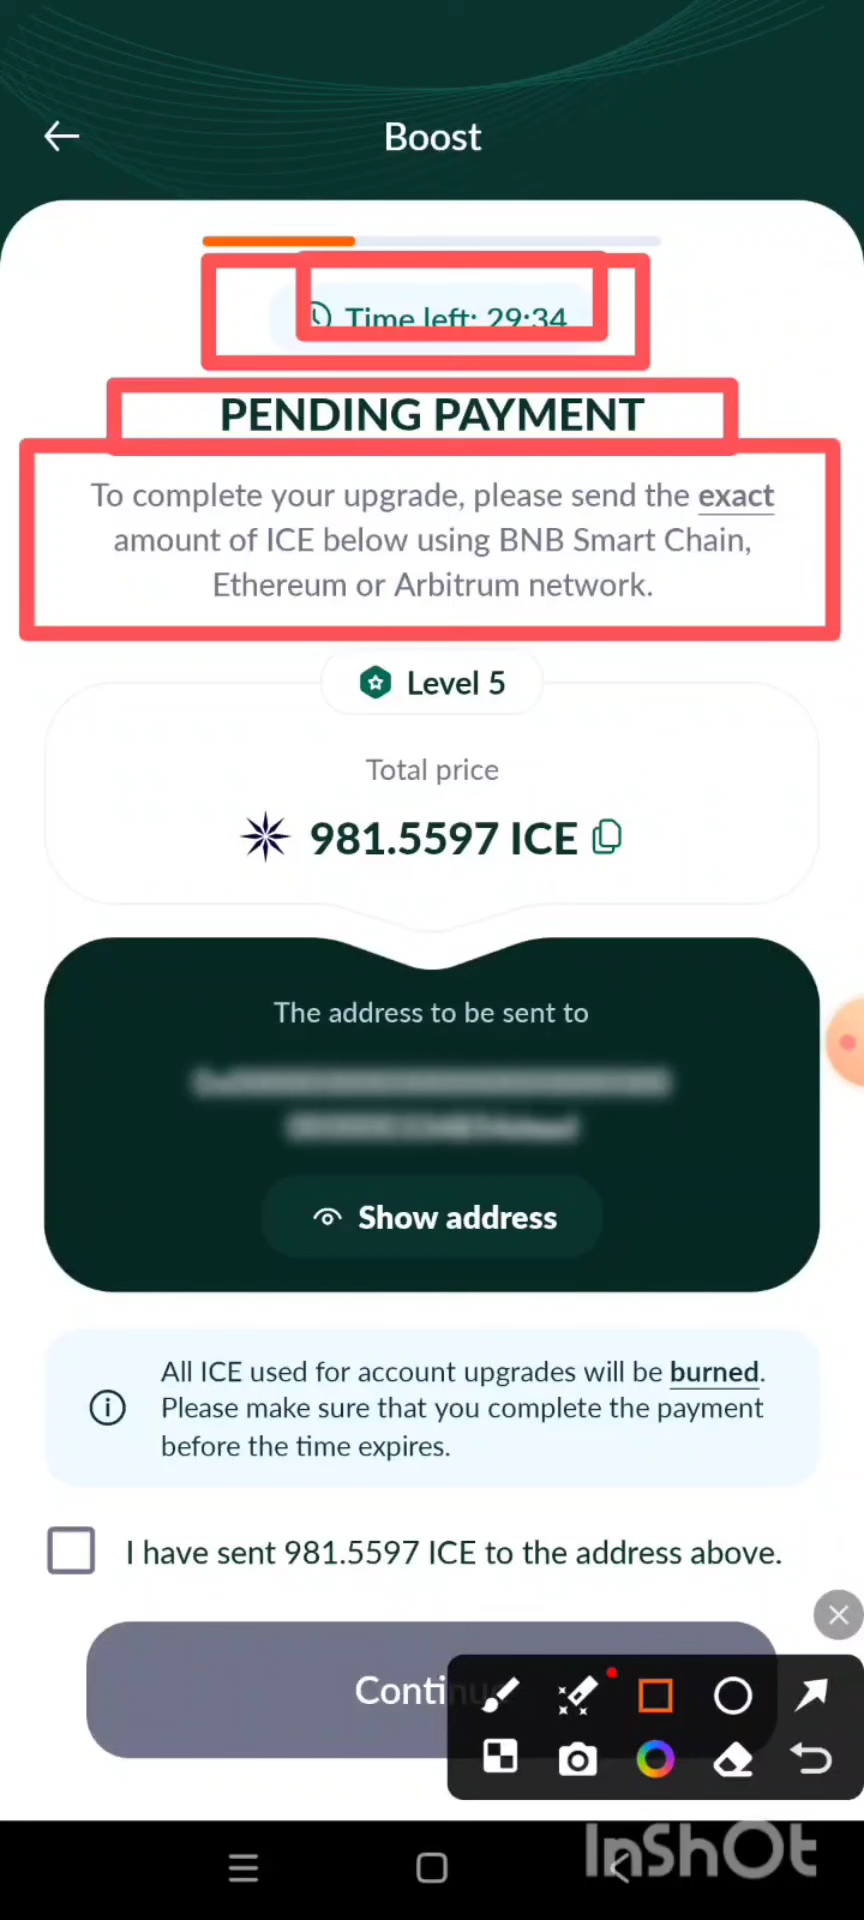 Boost
Time left: 29:34
PENDING PAYMENT
To complete your upgrade, please send the exact
amount of ICE below using BNB Smart Chain,
Ethereum or Arbitrum network.
Level 5
Total price
981.5597 ICE
The address to be sent to
Show address
All ICE used for account upgrades will be burned.
Please make sure that you complete the payment
before the time expires.
I have sent 981.5597 ICE to the address above.
Continue
InShOt